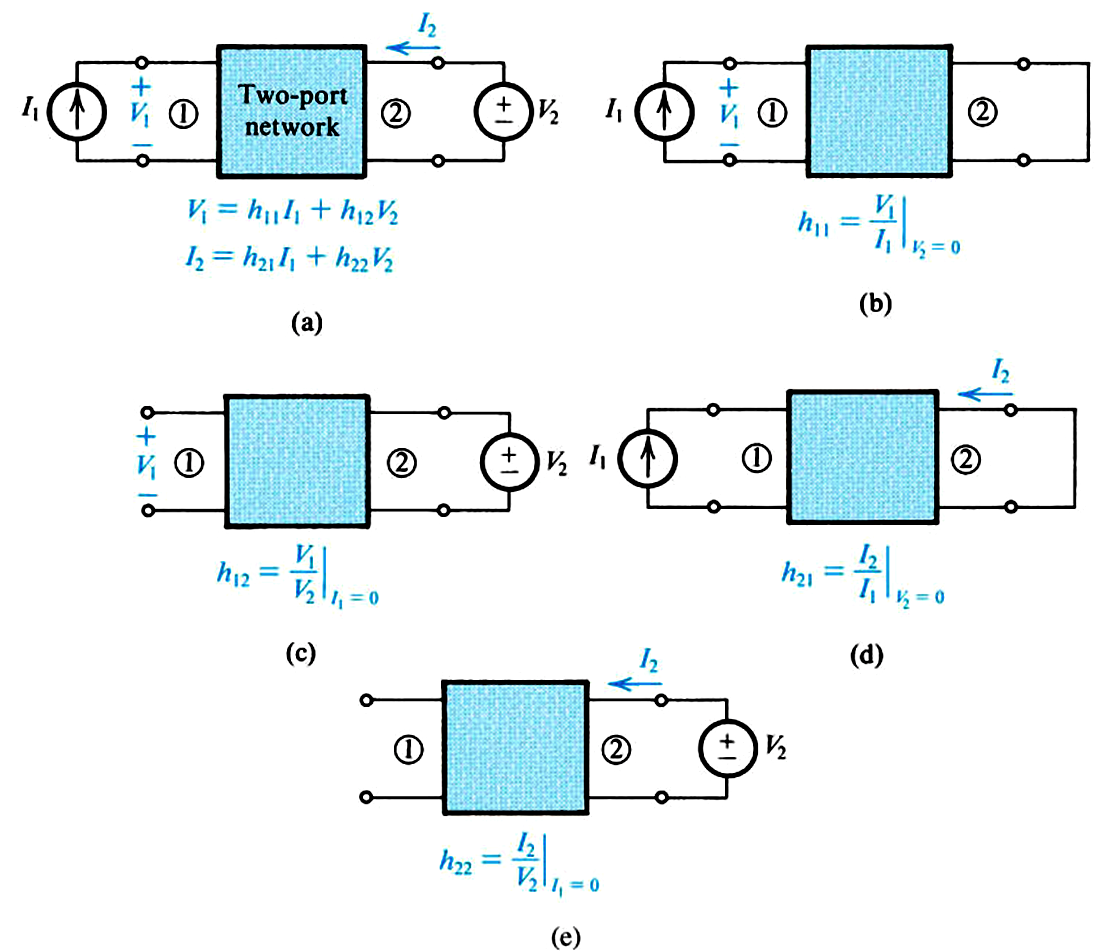 I₂
I₁ + V₁ − ① Two-port network ② ± V₂
V₁ = h₁₁I₁ + h₁₂V₂
I₂ = h₂₁I₁ + h₂₂V₂
(a)
I₁ + V₁ − ① ②
h₁₁ = V₁/I₁ |V₂ = 0
(b)
+ V₁ − ① ② ± V₂
h₁₂ = V₁/V₂ |I₁ = 0
(c)
I₂
I₁ ① ②
h₂₁ = I₂/I₁ |V₂ = 0
(d)
I₂
① ② ± V₂
h₂₂ = I₂/V₂ |I₁ = 0
(e)